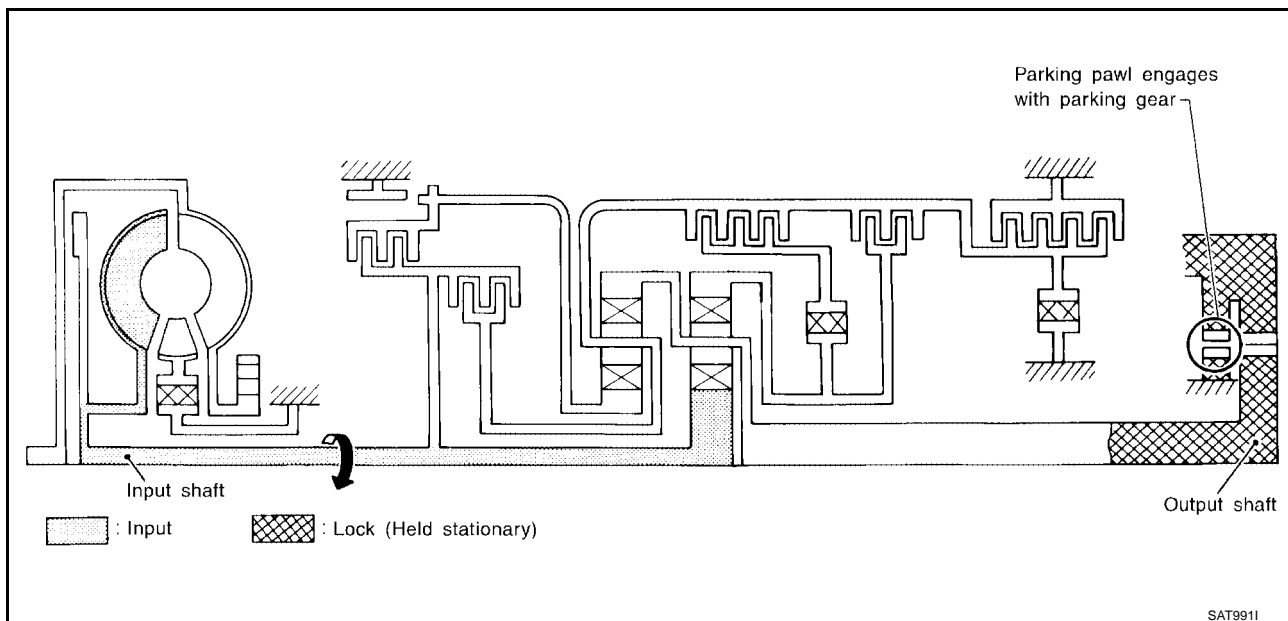 Parking pawl engages
with parking gear
Input shaft
Output shaft
: Input
: Lock (Held stationary)
SAT991I